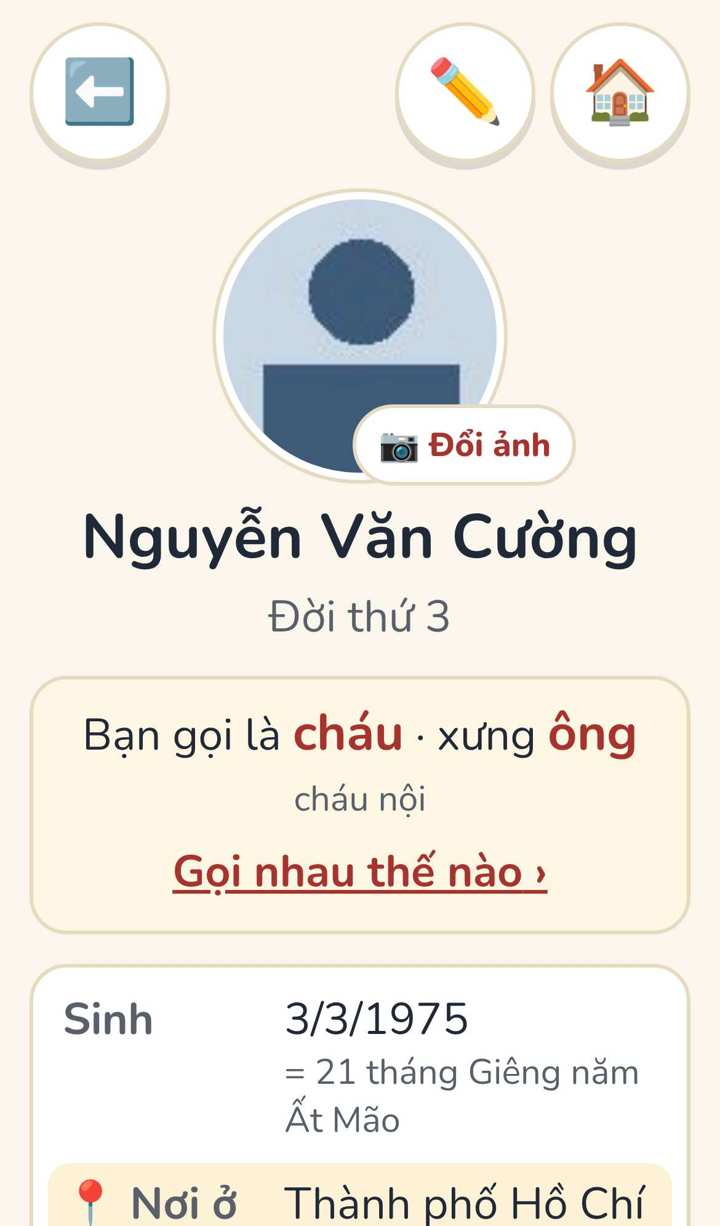 Đổi ảnh
Nguyễn Văn Cường
Đời thứ 3
Bạn gọi là cháu · xưng ông
cháu nội
Gọi nhau thế nào ›
Sinh 3/3/1975
= 21 tháng Giêng năm
Ất Mão
Nơi ở Thành phố Hồ Chí